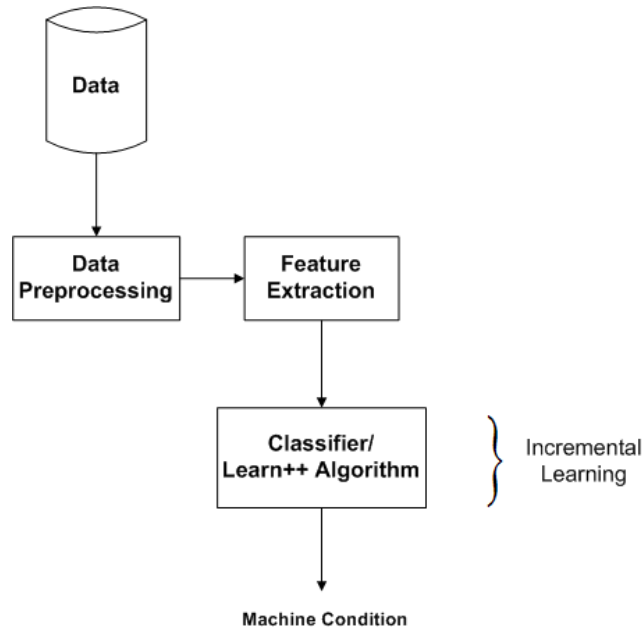 Data
Data
Preprocessing
Feature
Extraction
Classifier/
Learn++ Algorithm
Incremental
Learning
Machine Condition